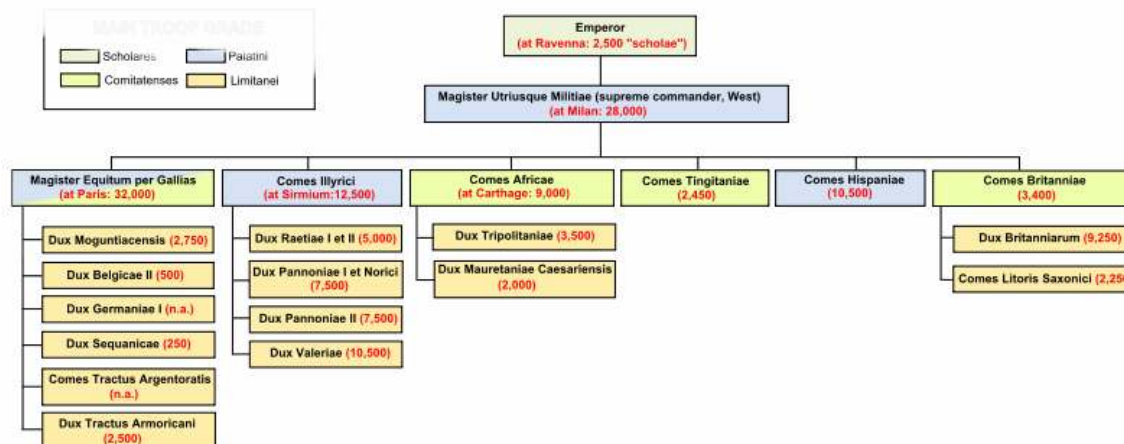 MAIN TROOP GRADE
Scholares
Palatini
Comitatenses
Limitanei
Emperor
(at Ravenna: 2,500 "scholae")
Magister Utriusque Militiae (supreme commander, West)
(at Milan: 28,000)
Magister Equitum per Gallias
(at Paris: 32,000)
Comes Illyrici
(at Sirmium:12,500)
Comes Africae
(at Carthage: 9,000)
Comes Tingitaniae
(2,450)
Comes Hispaniae
(10,500)
Comes Britanniae
(3,400)
Dux Moguntiacensis (2,750)
Dux Belgicae II (500)
Dux Germaniae I (n.a.)
Dux Sequanicae (250)
Comes Tractus Argentoratis
(n.a.)
Dux Tractus Armoricani
(2,500)
Dux Raetiae I et II (5,000)
Dux Pannoniae I et Norici
(7,500)
Dux Pannoniae II (7,500)
Dux Valeriae (10,500)
Dux Tripolitaniae (3,500)
Dux Mauretaniae Caesariensis
(2,000)
Dux Britanniarum (9,250)
Comes Litoris Saxonici (2,250